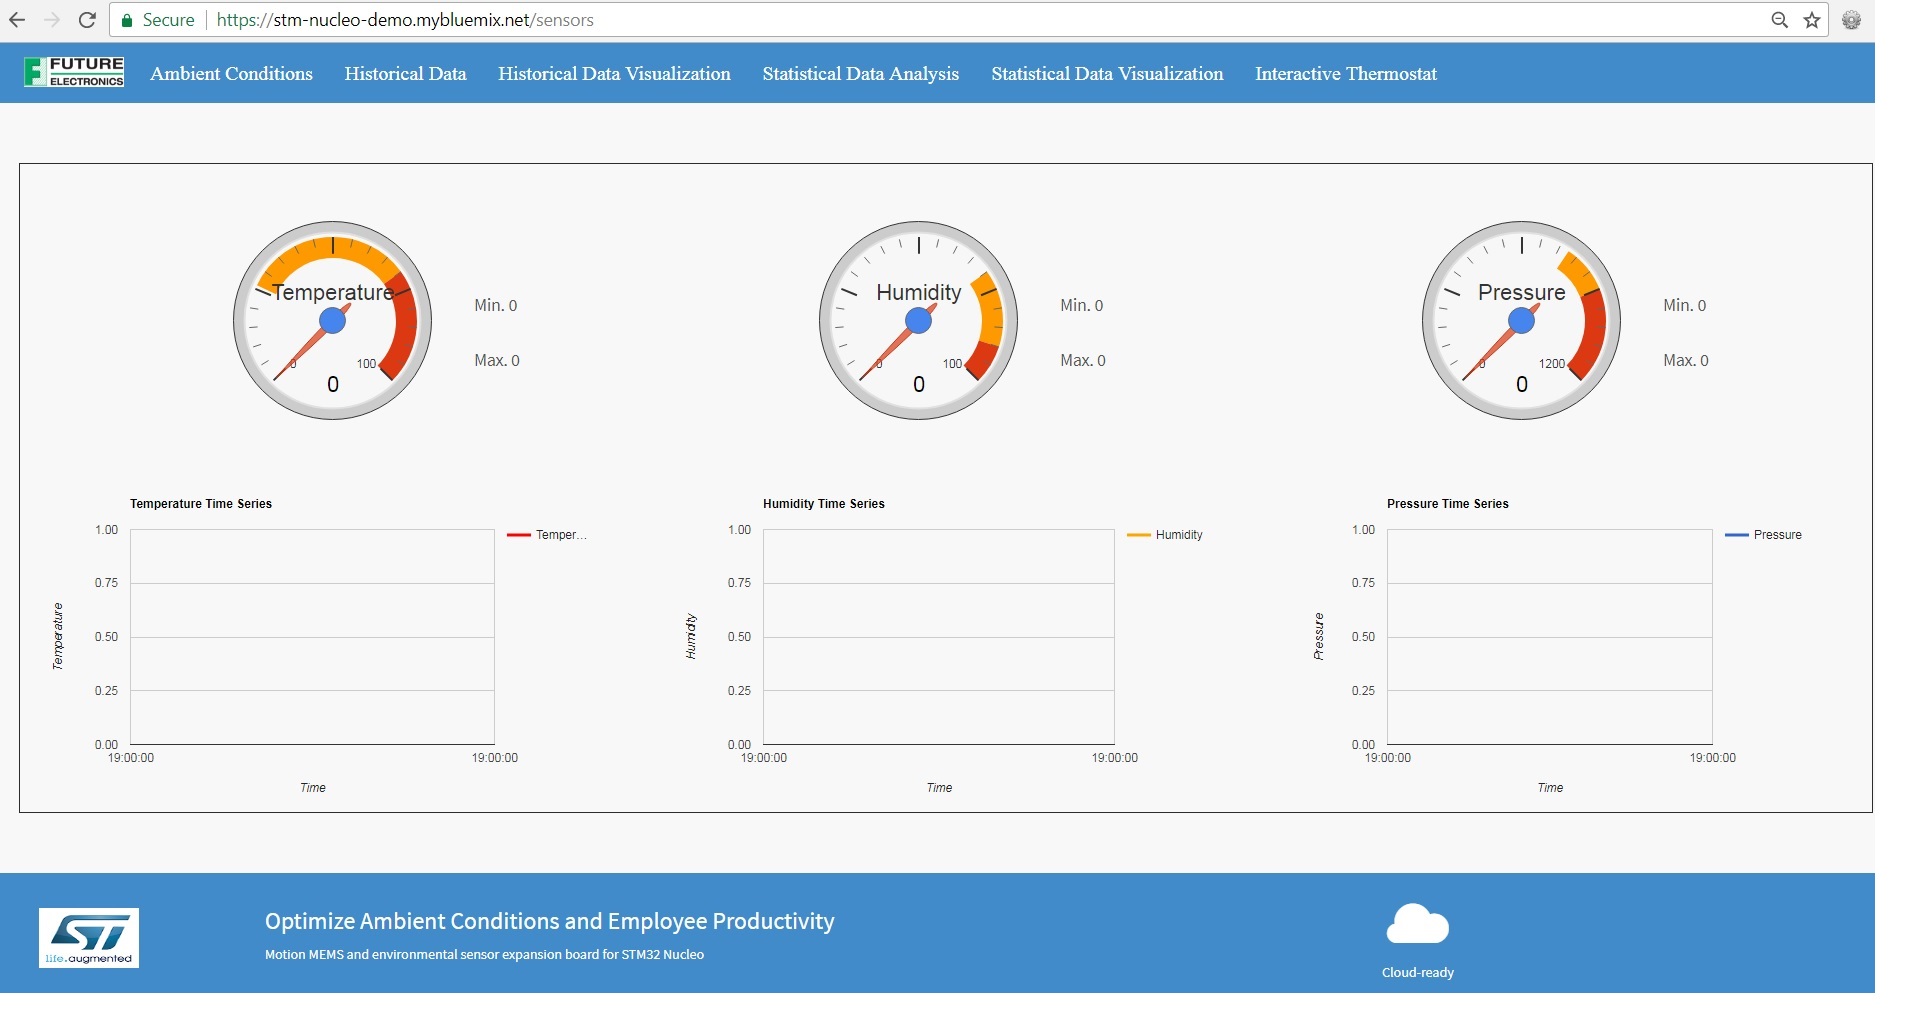 Secure https://stm-nucleo-demo.mybluemix.net/sensors
FUTURE
ELECTRONICS
Ambient Conditions Historical Data Historical Data Visualization Statistical Data Analysis Statistical Data Visualization Interactive Thermostat
Temperature
0 100
0
Min. 0
Max. 0
Humidity
0 100
0
Min. 0
Max. 0
Pressure
0 1200
0
Min. 0
Max. 0
Temperature Time Series
1.00
0.75
0.50
0.25
0.00
Temperature
19:00:00 19:00:00
Time
Temper...
Humidity Time Series
1.00
0.75
0.50
0.25
0.00
Humidity
19:00:00 19:00:00
Time
Humidity
Pressure Time Series
1.00
0.75
0.50
0.25
0.00
Pressure
19:00:00 19:00:00
Time
Pressure
ST
life.augmented
Optimize Ambient Conditions and Employee Productivity
Motion MEMS and environmental sensor expansion board for STM32 Nucleo
Cloud-ready